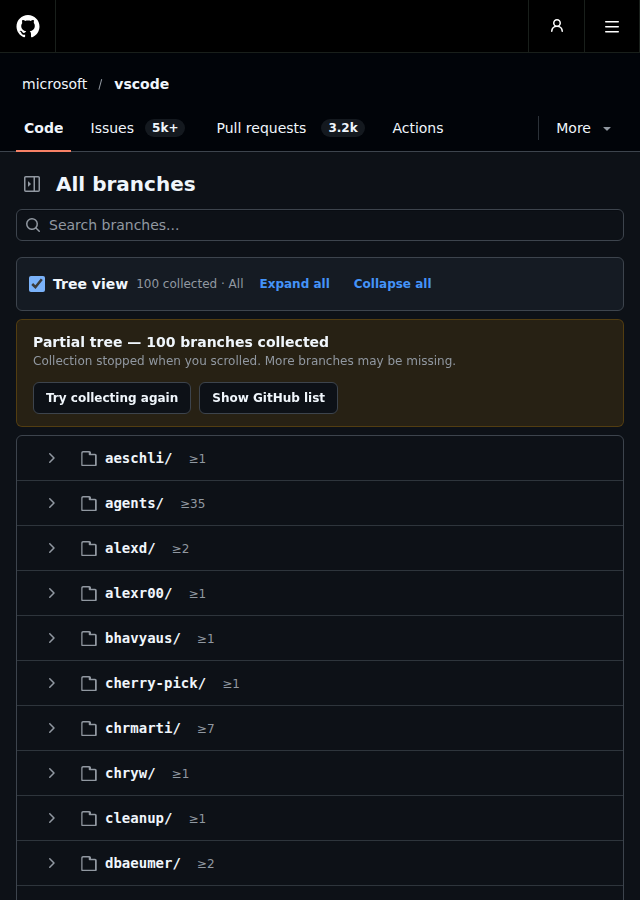 microsoft / vscode
Code Issues 5k+ Pull requests 3.2k Actions More
All branches
Search branches...
Tree view 100 collected · All Expand all Collapse all
Partial tree — 100 branches collected
Collection stopped when you scrolled. More branches may be missing.
Try collecting again Show GitHub list
aeschli/ ≥1
agents/ ≥35
alexd/ ≥2
alexr00/ ≥1
bhavyaus/ ≥1
cherry-pick/ ≥1
chrmarti/ ≥7
chryw/ ≥1
cleanup/ ≥1
dbaeumer/ ≥2